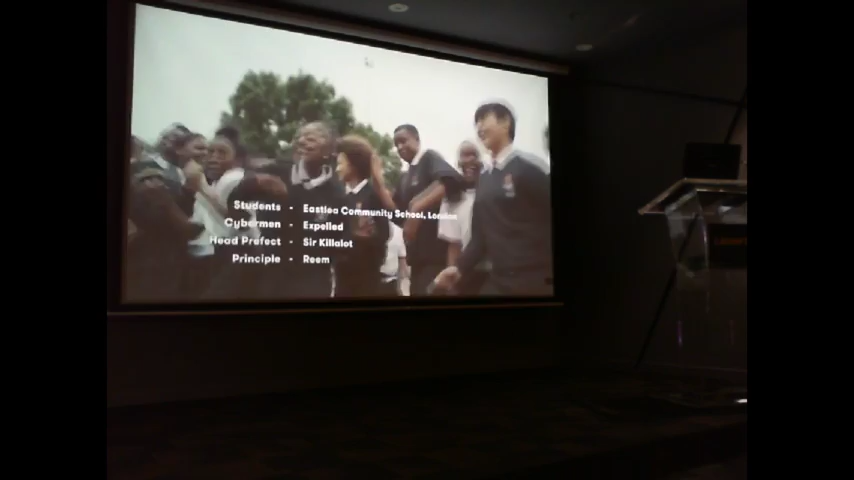 Students - Eastlea Community School, London
Cybermen - Expelled
Head Prefect - Sir Killalot
Principle - Reem